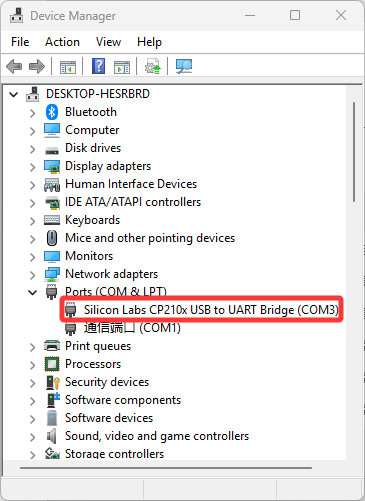 Device Manager
File Action View Help
DESKTOP-HESRBRD
Bluetooth
Computer
Disk drives
Display adapters
Human Interface Devices
IDE ATA/ATAPI controllers
Keyboards
Mice and other pointing devices
Monitors
Network adapters
Ports (COM & LPT)
Silicon Labs CP210x USB to UART Bridge (COM3)
通信端口 (COM1)
Print queues
Processors
Security devices
Software components
Software devices
Sound, video and game controllers
Storage controllers